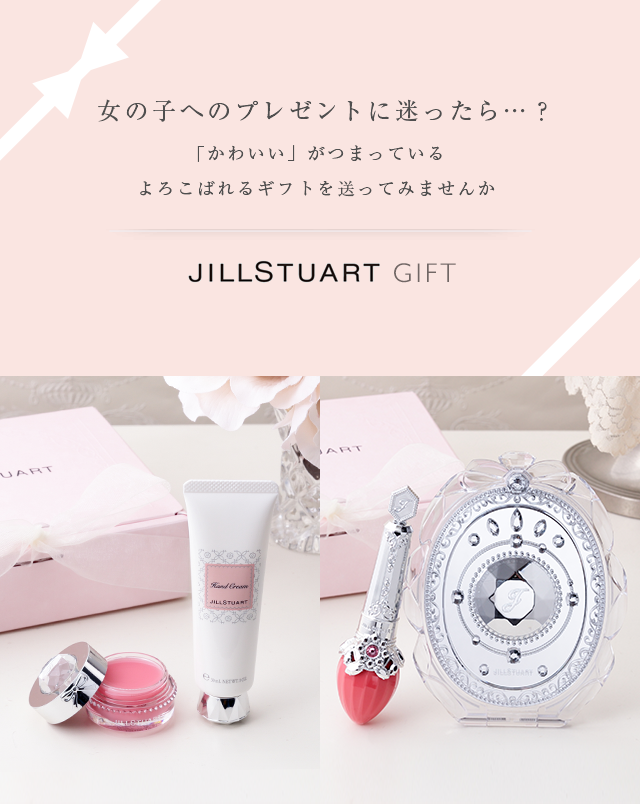 女の子へのプレゼントに迷ったら…？
「かわいい」がつまっている
よろこばれるギフトを送ってみませんか
JILLSTUART GIFT
UART
Hand Cream
JILLSTUART
JILLSTUA
JILLSTUART